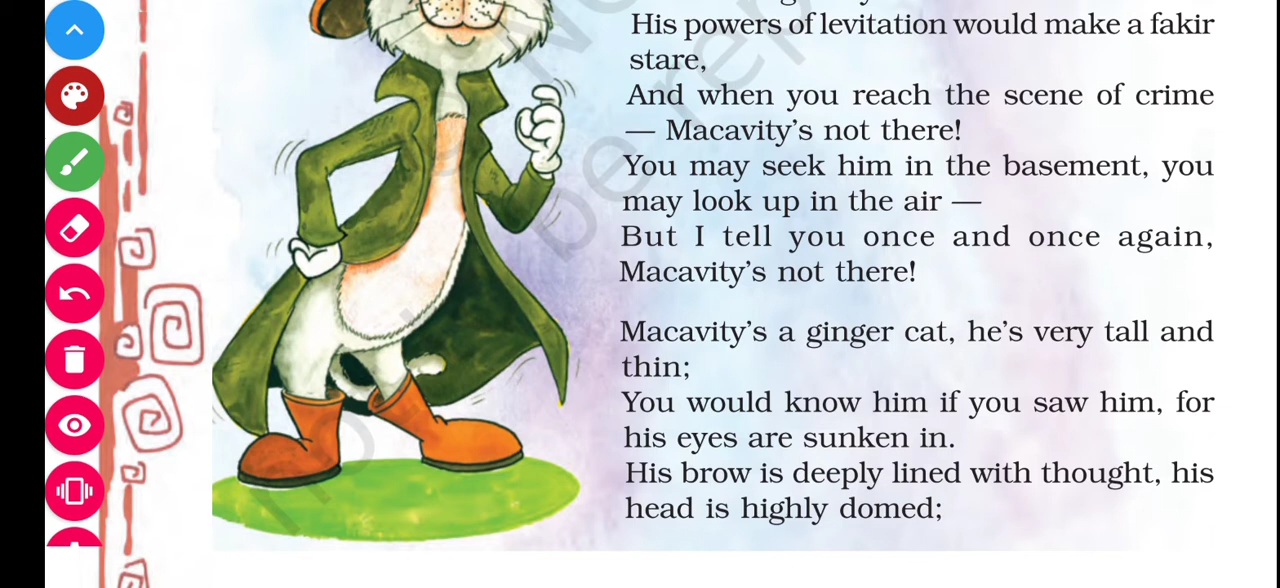 His powers of levitation would make a fakir
stare,
And when you reach the scene of crime
— Macavity's not there!
You may seek him in the basement, you
may look up in the air —
But I tell you once and once again,
Macavity's not there!
Macavity's a ginger cat, he's very tall and
thin;
You would know him if you saw him, for
his eyes are sunken in.
His brow is deeply lined with thought, his
head is highly domed;